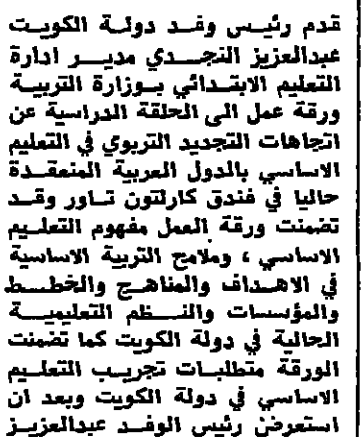 قدم رئيس وفد دولة الكويت
عبدالعزيز النجدي مدير ادارة
التعليم الابتدائي بوزارة التربية
ورقة عمل الى الحلقة الدراسية عن
اتجاهات التجديد التربوي في التعليم
الاساسي بالدول العربية المنعقدة
حاليا في فندق كارلتون تاور وقد
تضمنت ورقة العمل مفهوم التعليم
الاساسي ، وملامح التربية الاساسية
في الاهداف والمناهج والخطط
والمؤسسات والنظم التعليمية
الحالية في دولة الكويت كما تضمنت
الورقة متطلبات تجريب التعليم
الاساسي في دولة الكويت وبعد ان
استعرض رئيس الوفد عبدالعزيز